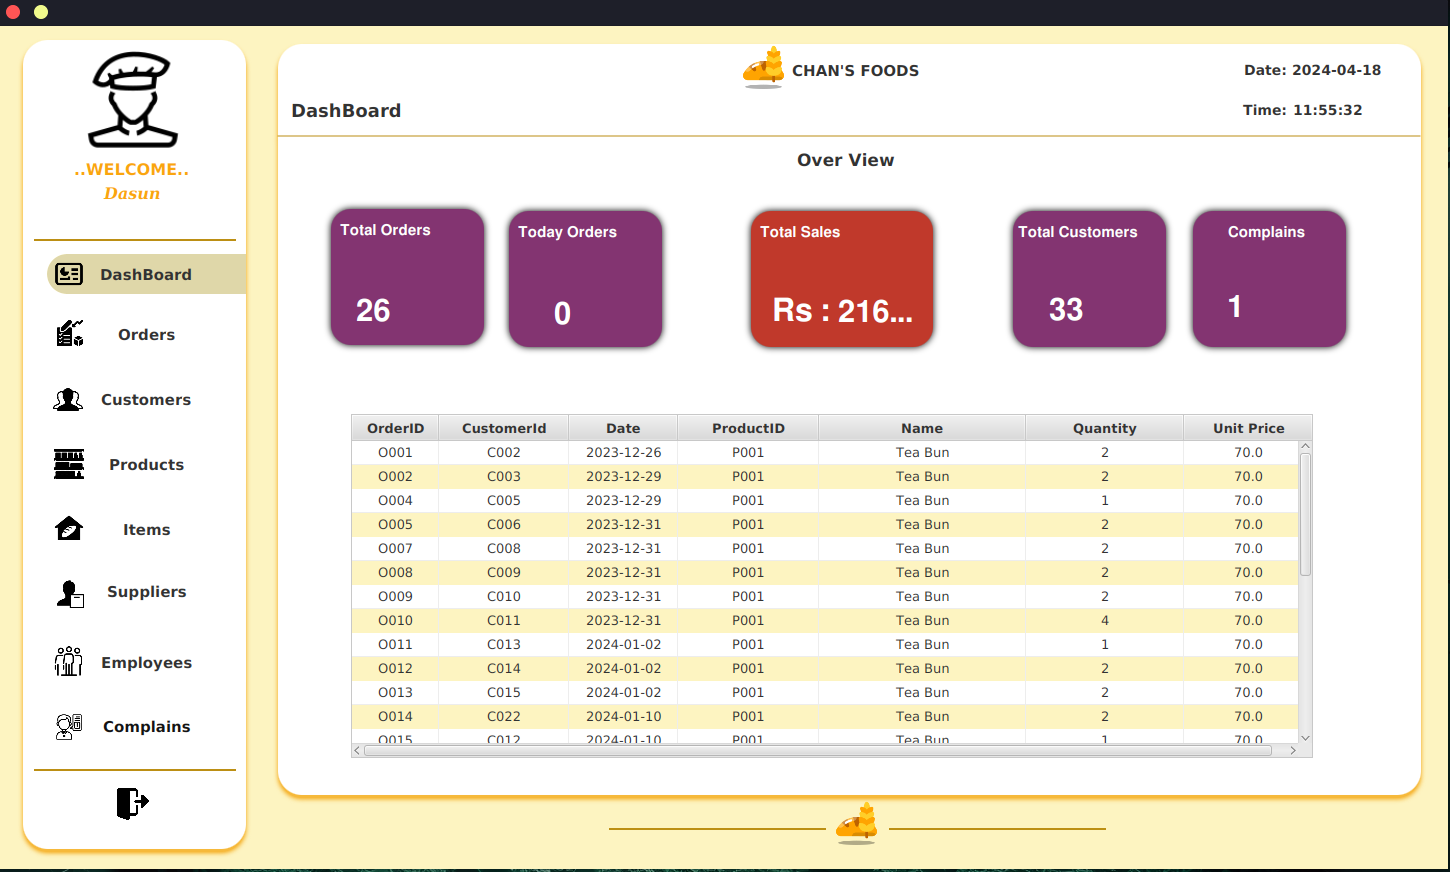 ..WELCOME..
Dasun
DashBoard
Orders
Customers
Products
Items
Suppliers
Employees
Complains
CHAN'S FOODS
Date: 2024-04-18
DashBoard
Time: 11:55:32
Over View
Total Orders
26
Today Orders
0
Total Sales
Rs : 216...
Total Customers
33
Complains
1
OrderID CustomerId Date ProductID Name Quantity Unit Price
O001 C002 2023-12-26 P001 Tea Bun 2 70.0
O002 C003 2023-12-29 P001 Tea Bun 2 70.0
O004 C005 2023-12-29 P001 Tea Bun 1 70.0
O005 C006 2023-12-31 P001 Tea Bun 2 70.0
O007 C008 2023-12-31 P001 Tea Bun 2 70.0
O008 C009 2023-12-31 P001 Tea Bun 2 70.0
O009 C010 2023-12-31 P001 Tea Bun 2 70.0
O010 C011 2023-12-31 P001 Tea Bun 4 70.0
O011 C013 2024-01-02 P001 Tea Bun 1 70.0
O012 C014 2024-01-02 P001 Tea Bun 2 70.0
O013 C015 2024-01-02 P001 Tea Bun 2 70.0
O014 C022 2024-01-10 P001 Tea Bun 2 70.0
O015 C012 2024-01-10 P001 Tea Bun 1 70.0